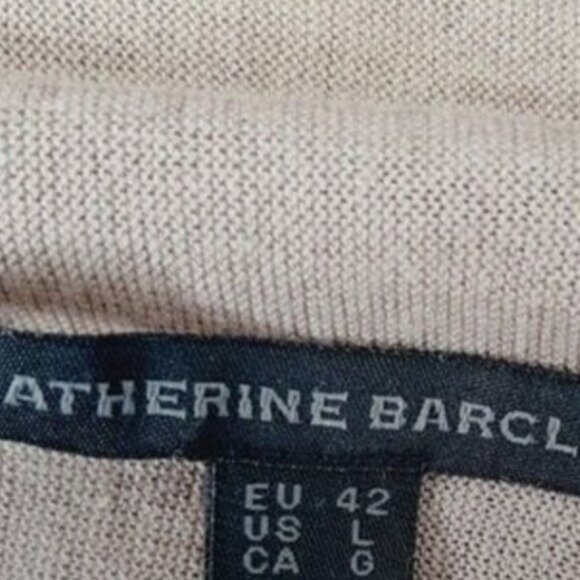 ATHERINE BARCL
EU 42
US L
CA G